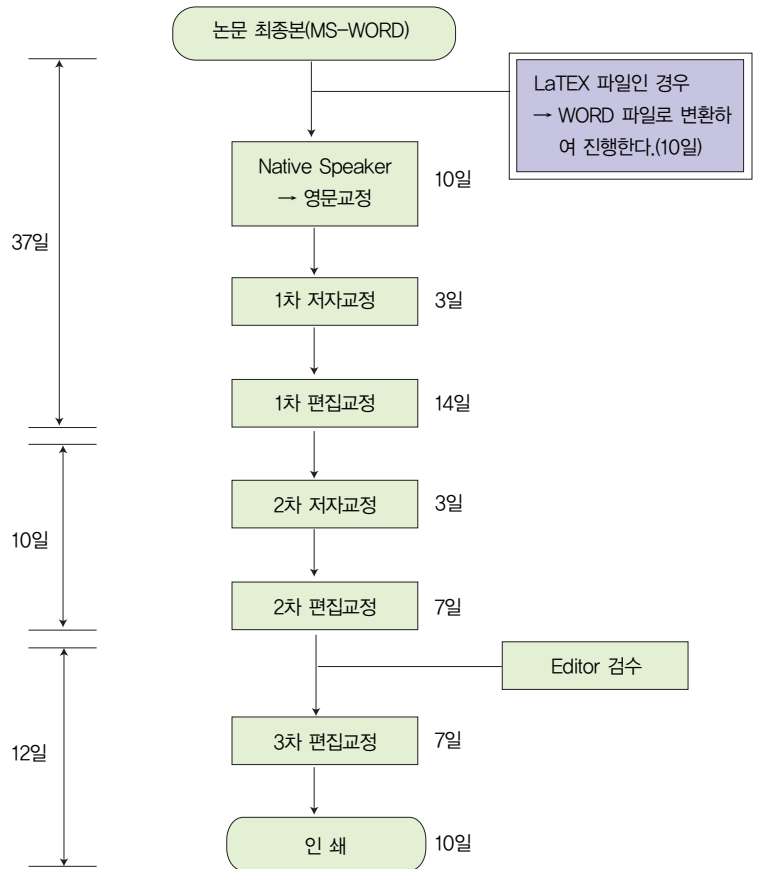 논문 최종본(MS-WORD)
LaTEX 파일인 경우
→ WORD 파일로 변환하
여 진행한다.(10일)
Native Speaker
→ 영문교정
10일
37일
1차 저자교정
3일
1차 편집교정
14일
2차 저자교정
3일
10일
2차 편집교정
7일
Editor 검수
3차 편집교정
7일
12일
인 쇄
10일